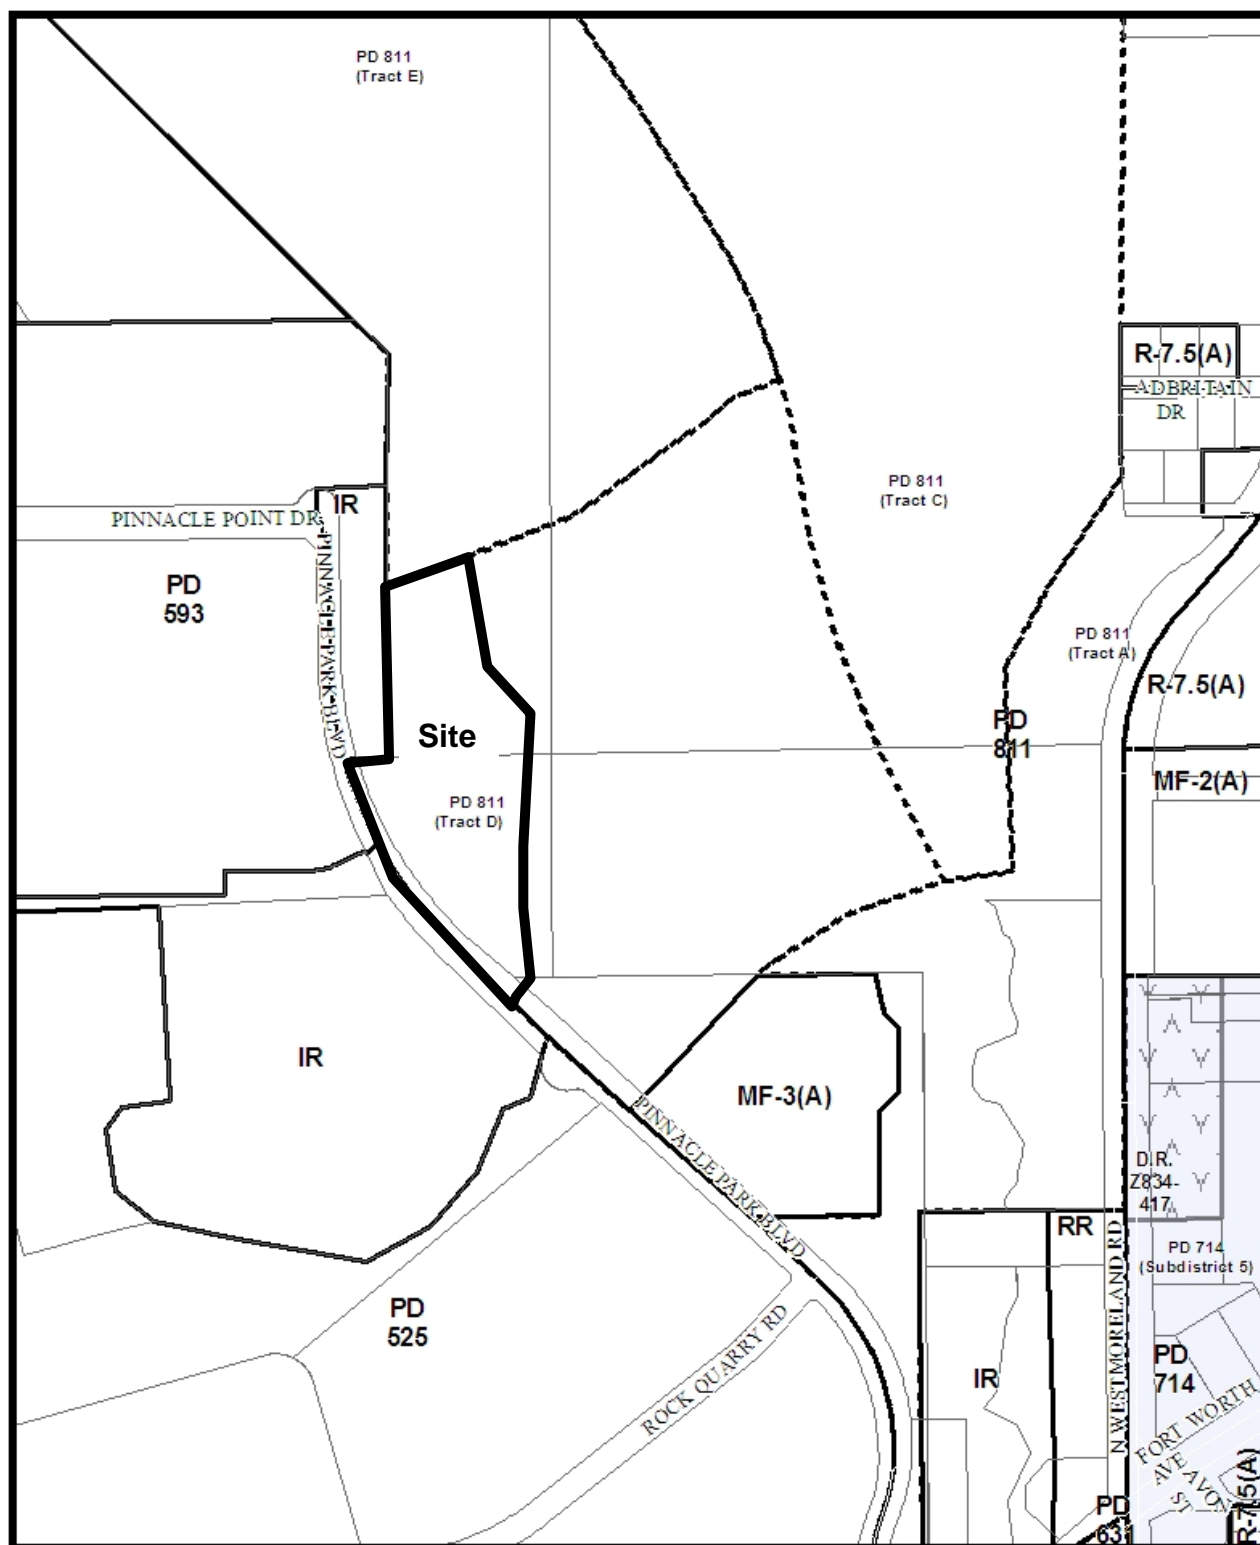 PD 811
(Tract E)
R-7.5(A)
ADBRITAIN
DR
PD 811
(Tract C)
IR
PINNACLE POINT DR
PINNACLE PARK BLVD
PD
593
PD 811
(Tract A)
R-7.5(A)
PD
811
Site
MF-2(A)
PD 811
(Tract D)
IR
MF-3(A)
PINNACLE PARK BLVD
D.R.
Z834-
417
RR
N WESTMORELAND RD
PD 714
(Subdistrict 5)
PD
525
ROCK QUARRY RD
IR
PD
714
FORT WORTH
AVE
AVON
ST
R-7.5(A)
PD
631